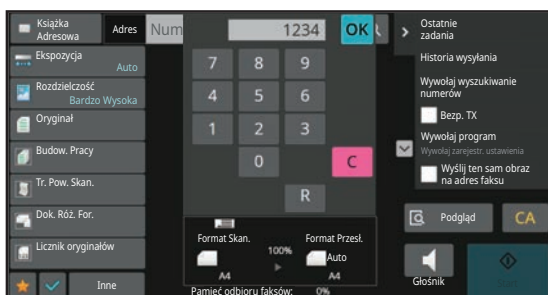 Książka
Adresowa
Adres
Num
1234
OK
Ekspozycja
Auto
Rozdzielczość
Bardzo Wysoka
Oryginał
Budow. Pracy
Tr. Pow. Skan.
Dok. Róż. For.
Licznik oryginałów
Inne
7 8 9
4 5 6
1 2 3
0 C
R
Format Skan.
100%
Format Przesł.
Auto
A4
A4
Pamięć odbioru faksów: 0%
Ostatnie
zadania
Historia wysyłania
Wywołaj wyszukiwanie
numerów
Bezp. TX
Wywołaj program
Wywołaj zarejestr. ustawienia
Wyślij ten sam obraz
na adres faksu
Podgląd
CA
Głośnik
Start